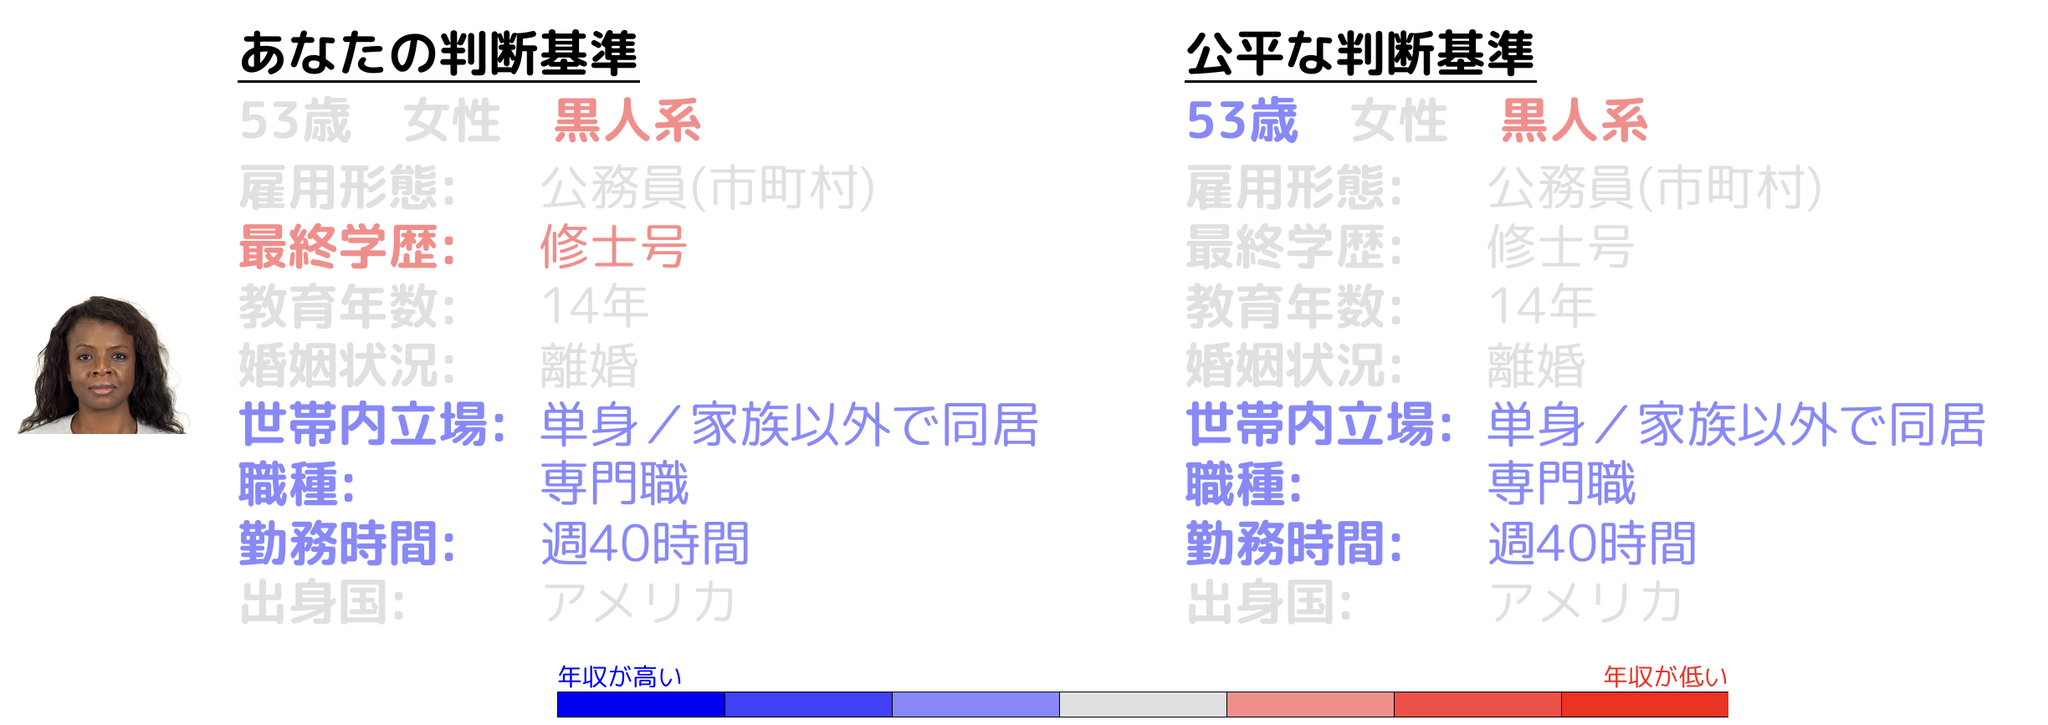 あなたの判断基準
53歳 女性 黒人系
雇用形態: 公務員(市町村)
最終学歴: 修士号
教育年数: 14年
婚姻状況: 離婚
世帯内立場: 単身／家族以外で同居
職種: 専門職
勤務時間: 週40時間
出身国: アメリカ
公平な判断基準
53歳 女性 黒人系
雇用形態: 公務員(市町村)
最終学歴: 修士号
教育年数: 14年
婚姻状況: 離婚
世帯内立場: 単身／家族以外で同居
職種: 専門職
勤務時間: 週40時間
出身国: アメリカ
年収が高い
年収が低い